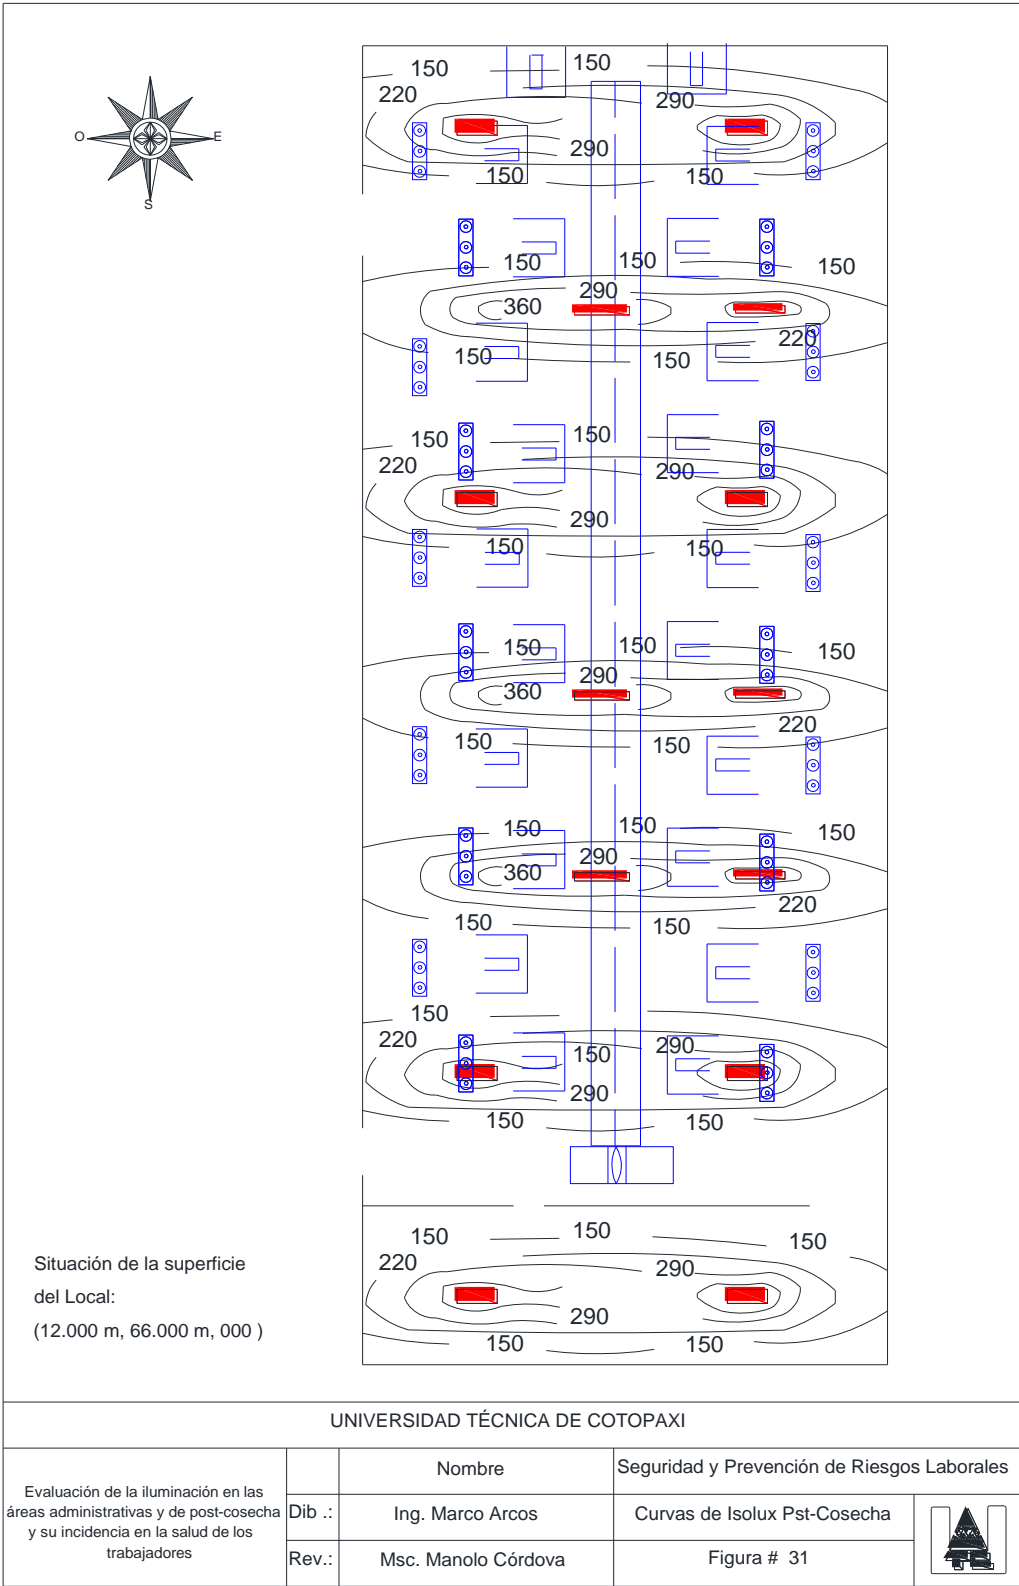 150
150
220
290
O
E
290
S
150
150
150
150
150
290
360
220
150
150
150
150
220
290
290
150
150
150
150
150
290
360
220
150
150
150
150
150
290
360
220
150
150
150
220
150
290
290
150
150
150
150
150
220
290
290
150
150
Situación de la superficie
del Local:
(12.000 m, 66.000 m, 000 )
UNIVERSIDAD TÉCNICA DE COTOPAXI
Evaluación de la iluminación en las
áreas administrativas y de post-cosecha
y su incidencia en la salud de los
trabajadores
Nombre
Seguridad y Prevención de Riesgos Laborales
Dib .:
Ing. Marco Arcos
Curvas de Isolux Pst-Cosecha
Rev.:
Msc. Manolo Córdova
Figura # 31